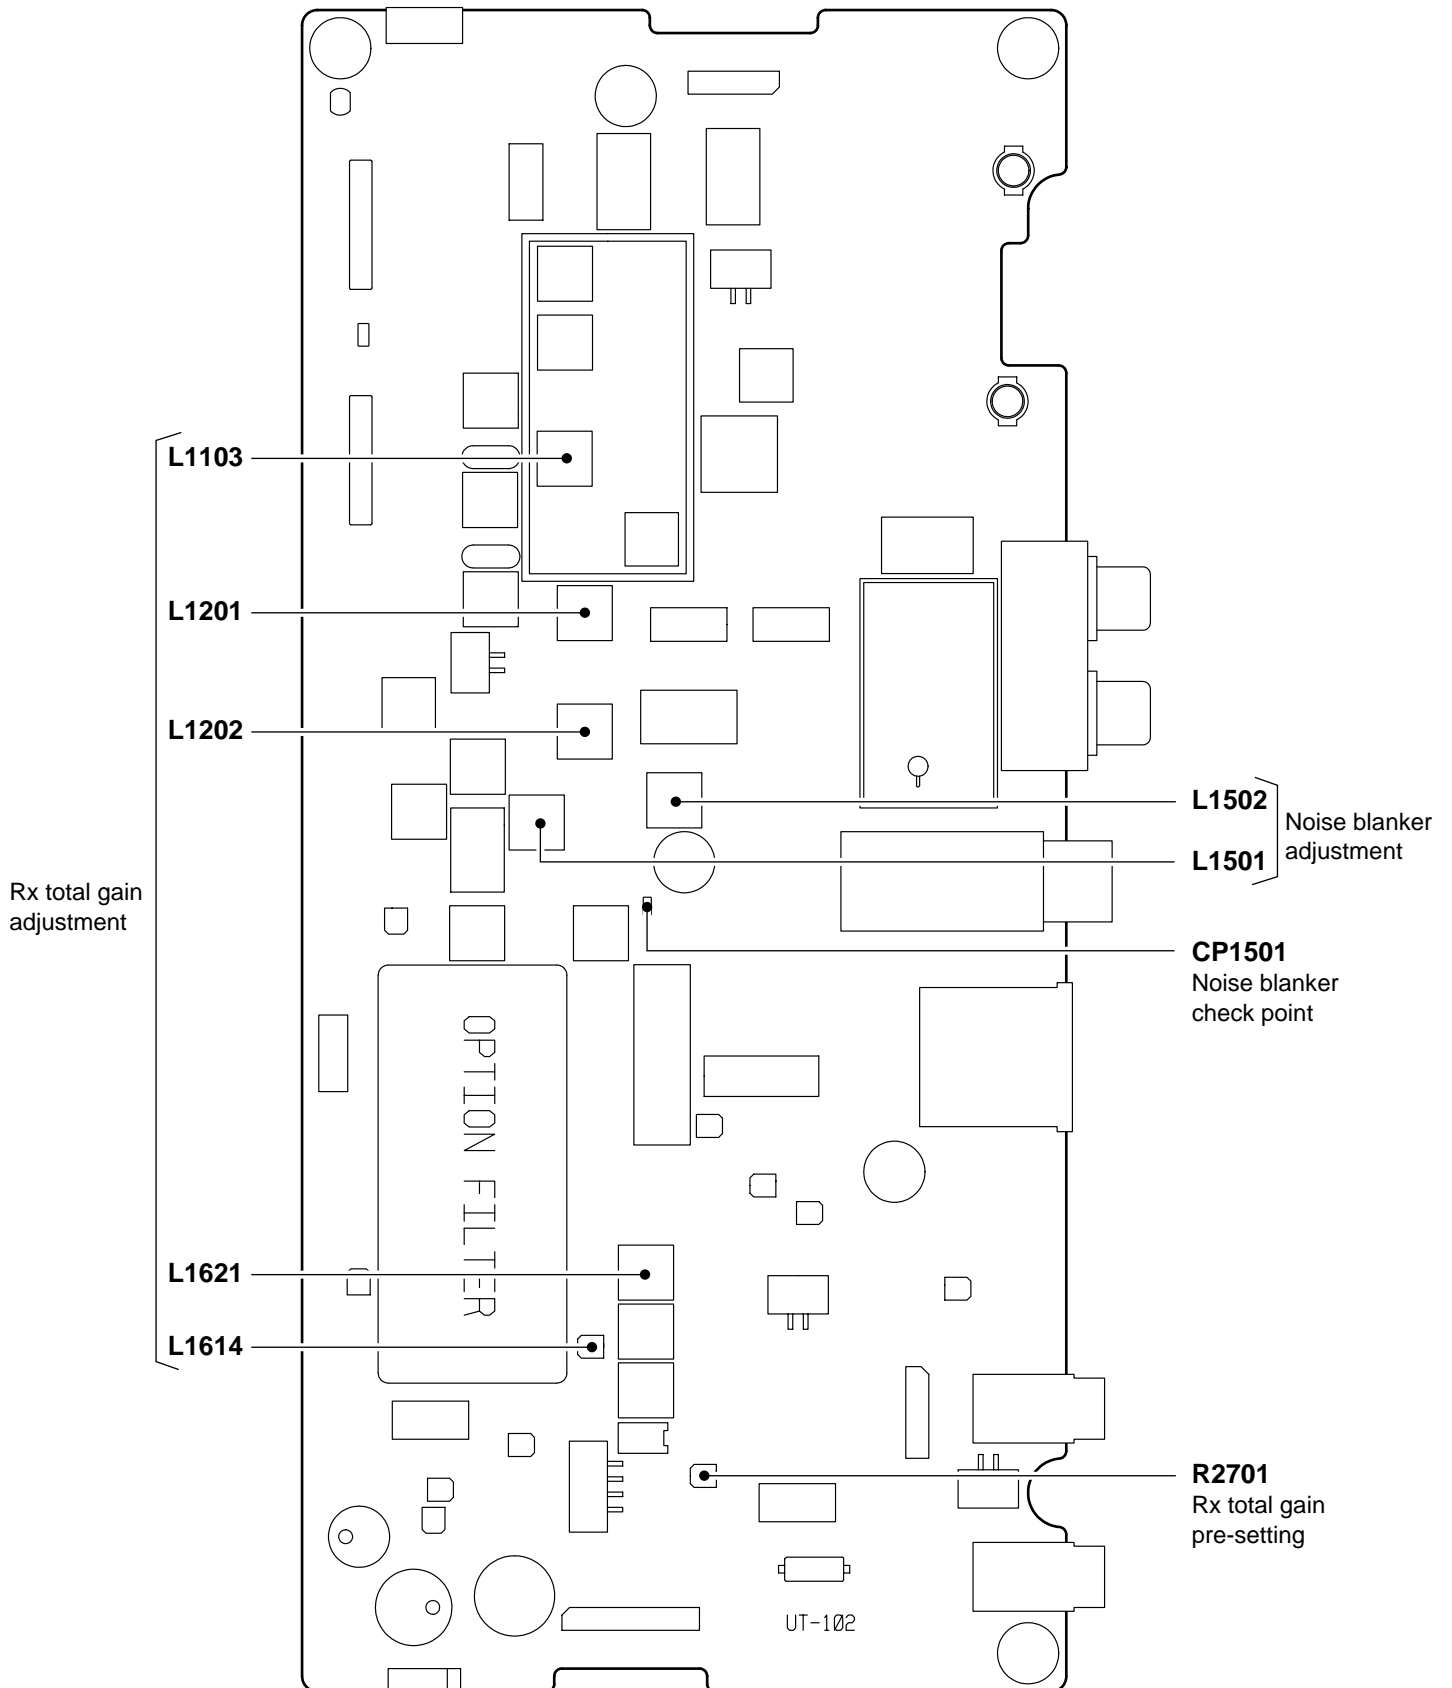 L1103
L1201
L1202
L1502
L1501
Noise blanker
adjustment
Rx total gain
adjustment
CP1501
Noise blanker
check point
OPTION FILTER
L1621
L1614
R2701
Rx total gain
pre-setting
UT-102